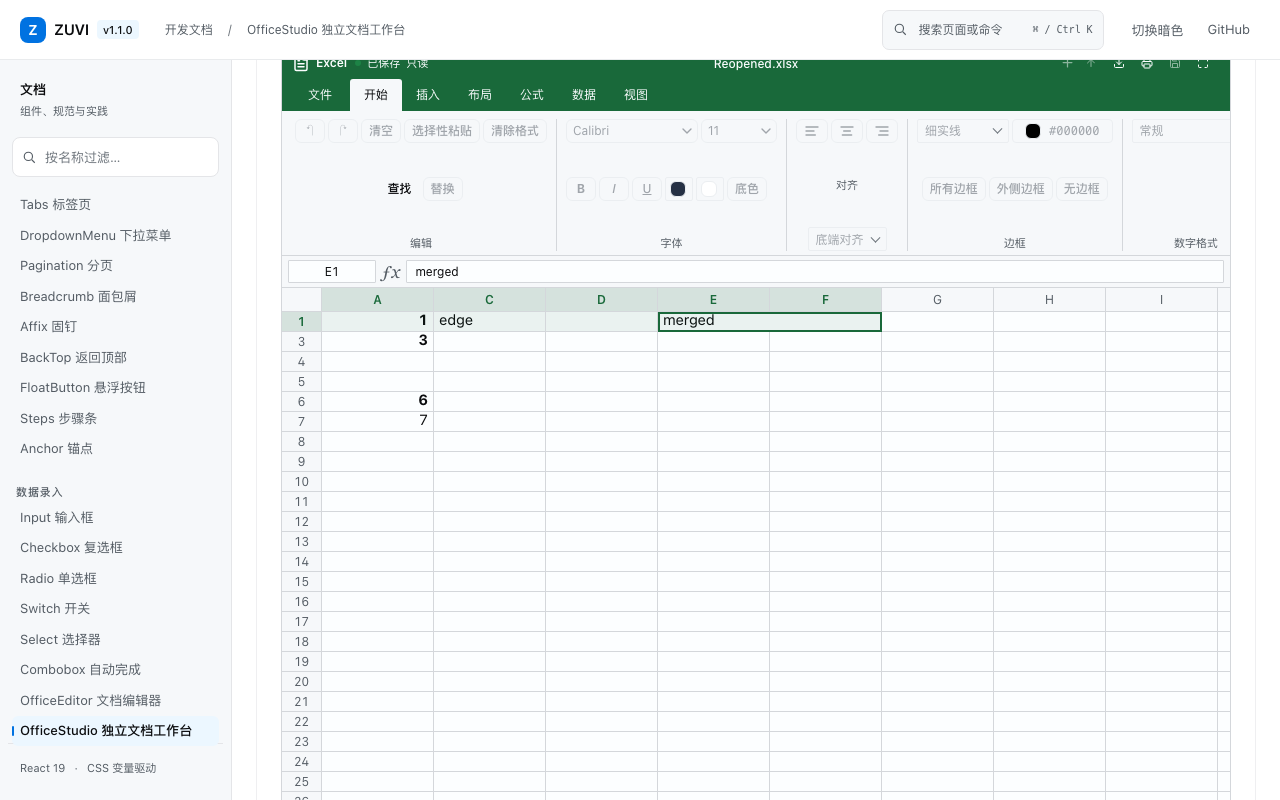 Z ZUVI v1.1.0 开发文档 / OfficeStudio 独立文档工作台 搜索页面或命令 ⌘ / Ctrl K 切换暗色 GitHub
文档
组件、规范与实践
按名称过滤...
Tabs 标签页
DropdownMenu 下拉菜单
Pagination 分页
Breadcrumb 面包屑
Affix 固钉
BackTop 返回顶部
FloatButton 悬浮按钮
Steps 步骤条
Anchor 锚点
数据录入
Input 输入框
Checkbox 复选框
Radio 单选框
Switch 开关
Select 选择器
Combobox 自动完成
OfficeEditor 文档编辑器
OfficeStudio 独立文档工作台
React 19 · CSS 变量驱动
Excel 已保存 只读 Reopened.xlsx
文件 开始 插入 布局 公式 数据 视图
清空 选择性粘贴 清除格式 Calibri 11 细实线 #000000 常规
查找 替换 B I U 底色 对齐 所有边框 外侧边框 无边框
底端对齐
编辑 字体 边框 数字格式
E1 fx merged
A C D E F G H I
1 1 edge merged
3 3
4
5
6 6
7 7
8
9
10
11
12
13
14
15
16
17
18
19
20
21
22
23
24
25
26